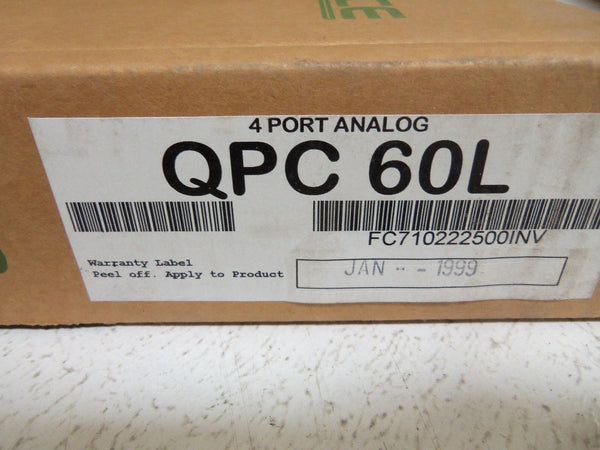 4 PORT ANALOG
QPC 60L
FC710222500INV
Warranty Label
Peel off. Apply to Product
JAN -- - 1999